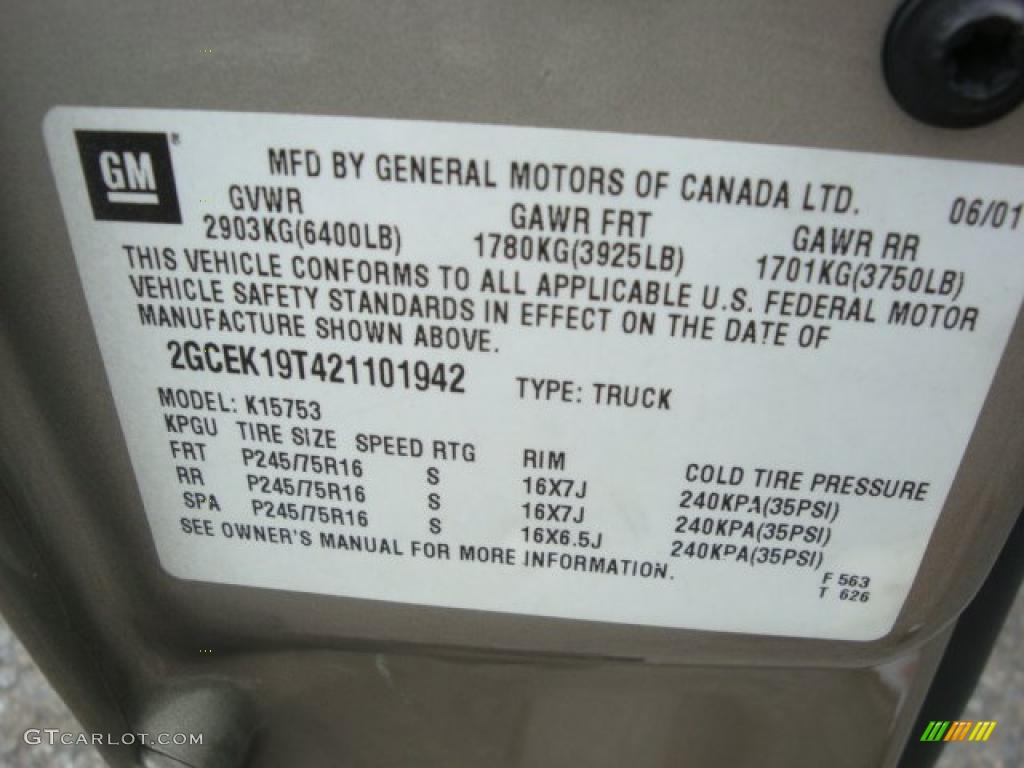 GM ®
MFD BY GENERAL MOTORS OF CANADA LTD. 06/01
GVWR GAWR FRT GAWR RR
2903KG(6400LB) 1780KG(3925LB) 1701KG(3750LB)
THIS VEHICLE CONFORMS TO ALL APPLICABLE U.S. FEDERAL MOTOR
VEHICLE SAFETY STANDARDS IN EFFECT ON THE DATE OF
MANUFACTURE SHOWN ABOVE.
2GCEK19T421101942 TYPE: TRUCK
MODEL: K15753
KPGU TIRE SIZE SPEED RTG RIM COLD TIRE PRESSURE
FRT P245/75R16 S 16X7J 240KPA(35PSI)
RR P245/75R16 S 16X7J 240KPA(35PSI)
SPA P245/75R16 S 16X6.5J 240KPA(35PSI)
SEE OWNER'S MANUAL FOR MORE INFORMATION.
F 563
T 626
GTCARLOT.COM